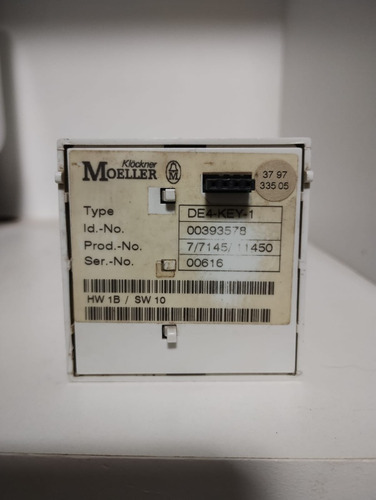 Klöckner
MOELLER
37 97
335 05
Type DE4-KEY-1
Id.-No. 00393578
Prod.-No. 7/7145/ 11450
Ser.-No. 00616
HW 1B / SW 10